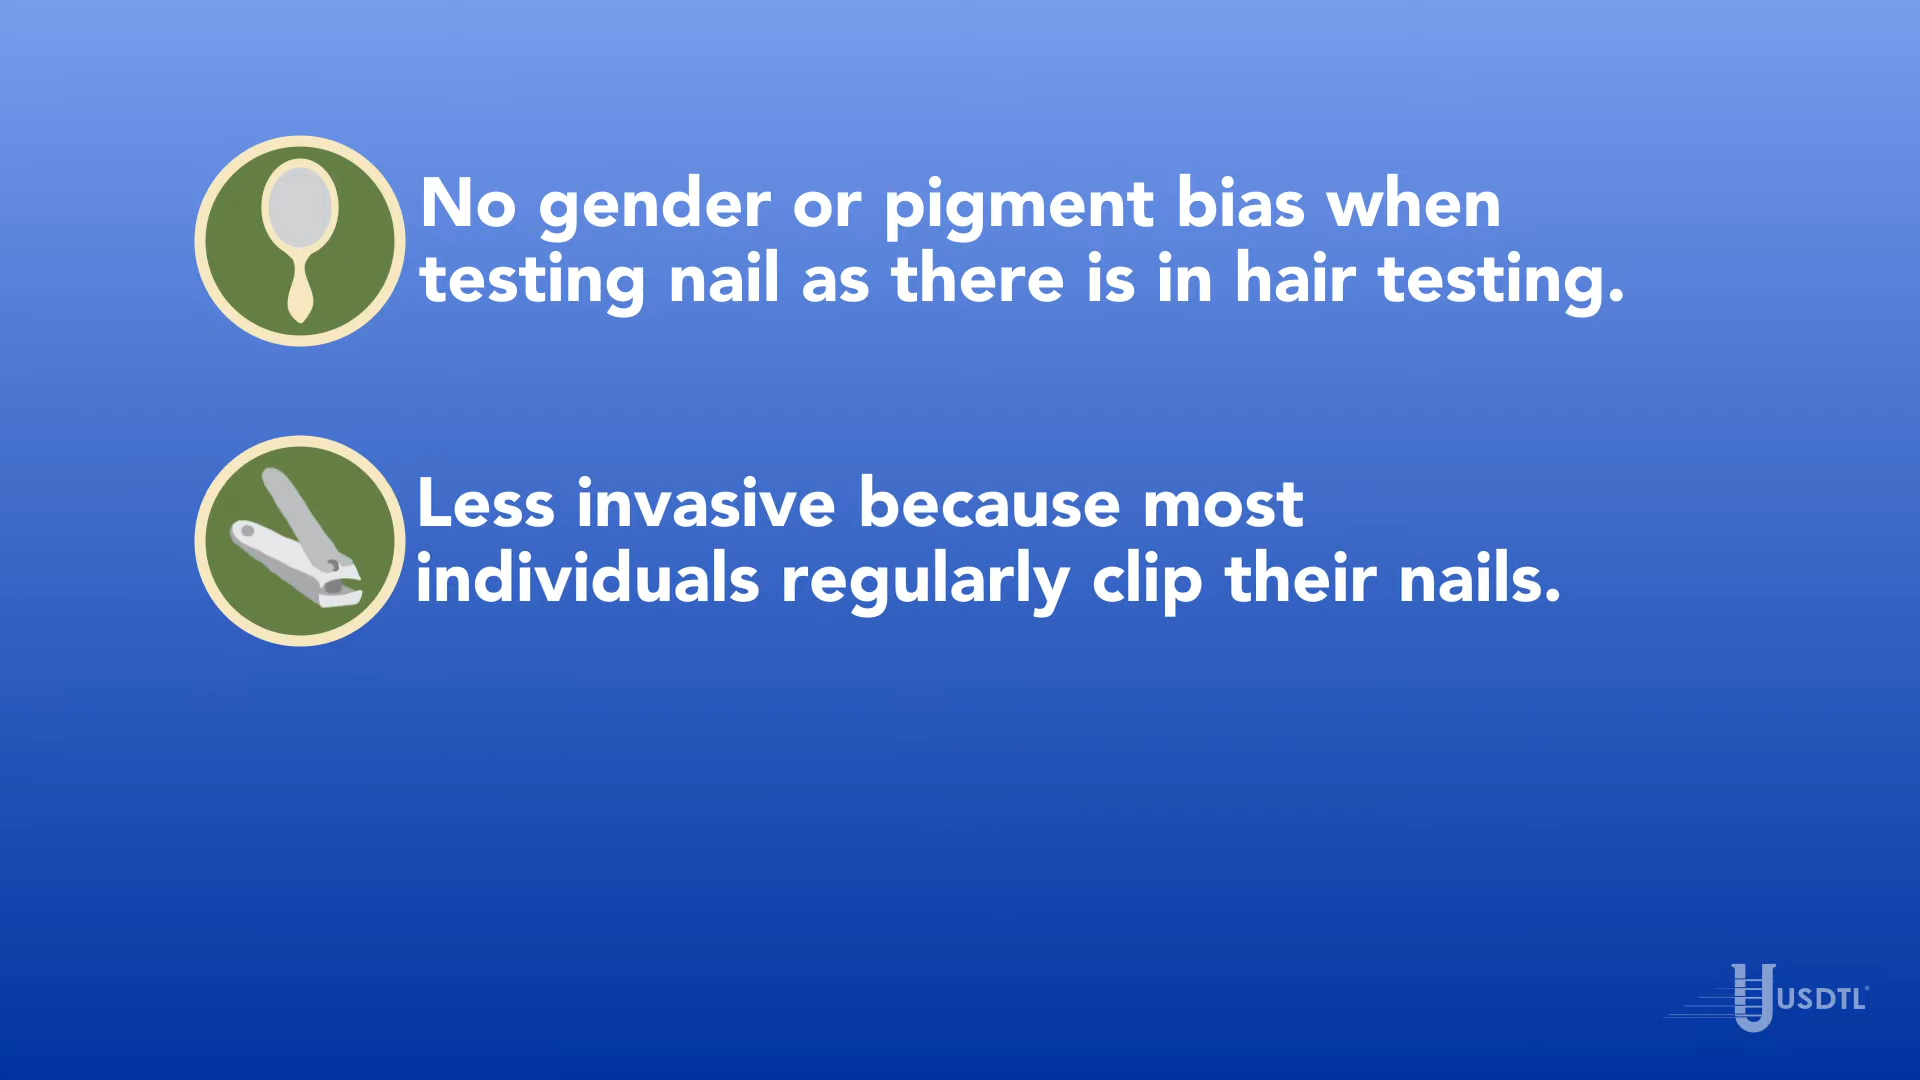 No gender or pigment bias when
testing nail as there is in hair testing.
Less invasive because most
individuals regularly clip their nails.
USDTL